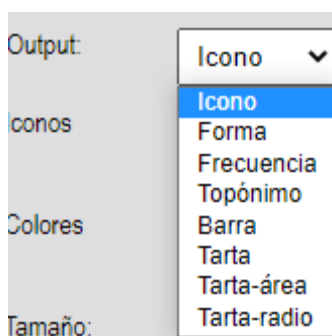 Output:
Icono
Icono
Iconos
Forma
Frecuencia
Topónimo
Colores
Barra
Tarta
Tarta-área
Tamaño:
Tarta-radio